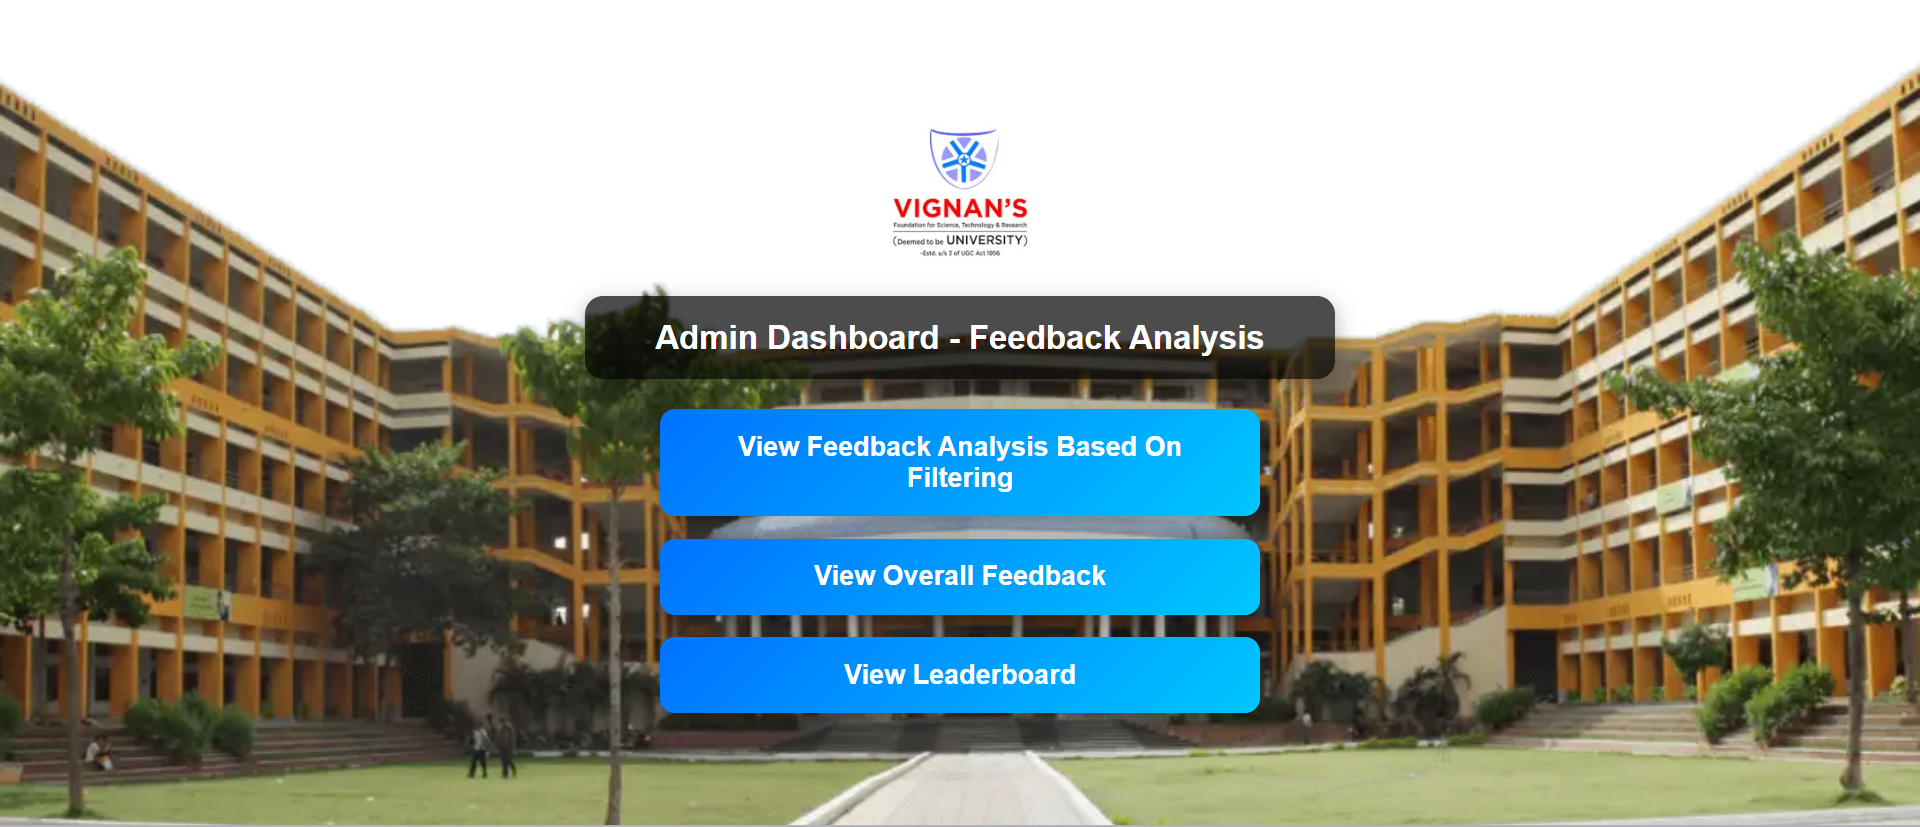 VIGNAN'S
Foundation for Science, Technology & Research
(Deemed to be UNIVERSITY)
-Estd. u/s 3 of UGC Act 1956
Admin Dashboard - Feedback Analysis
View Feedback Analysis Based On
Filtering
View Overall Feedback
View Leaderboard